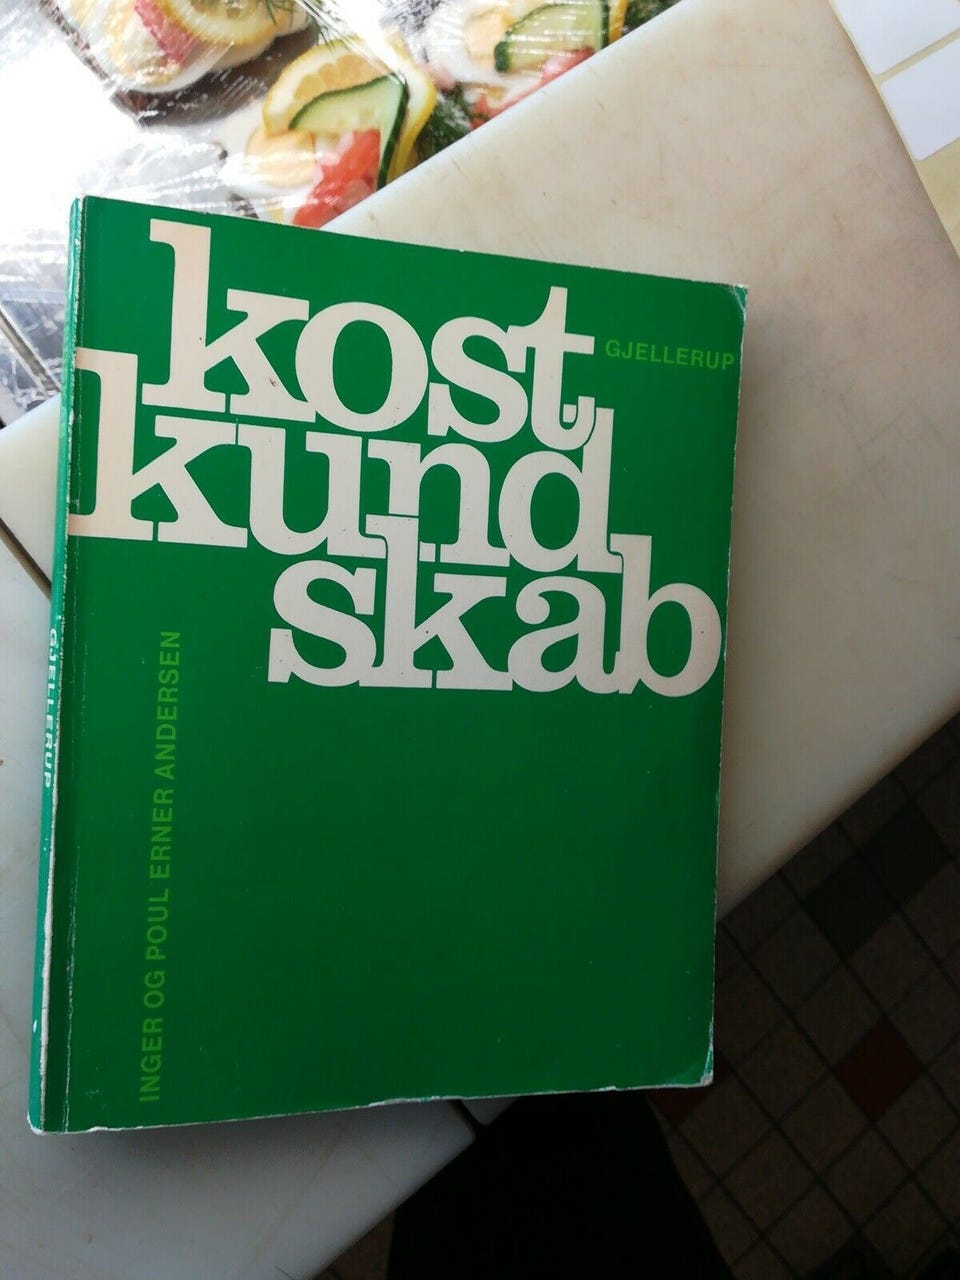 kost
GJELLERUP
kund
skab
INGER OG POUL ERNER ANDERSEN
GJELLERUP